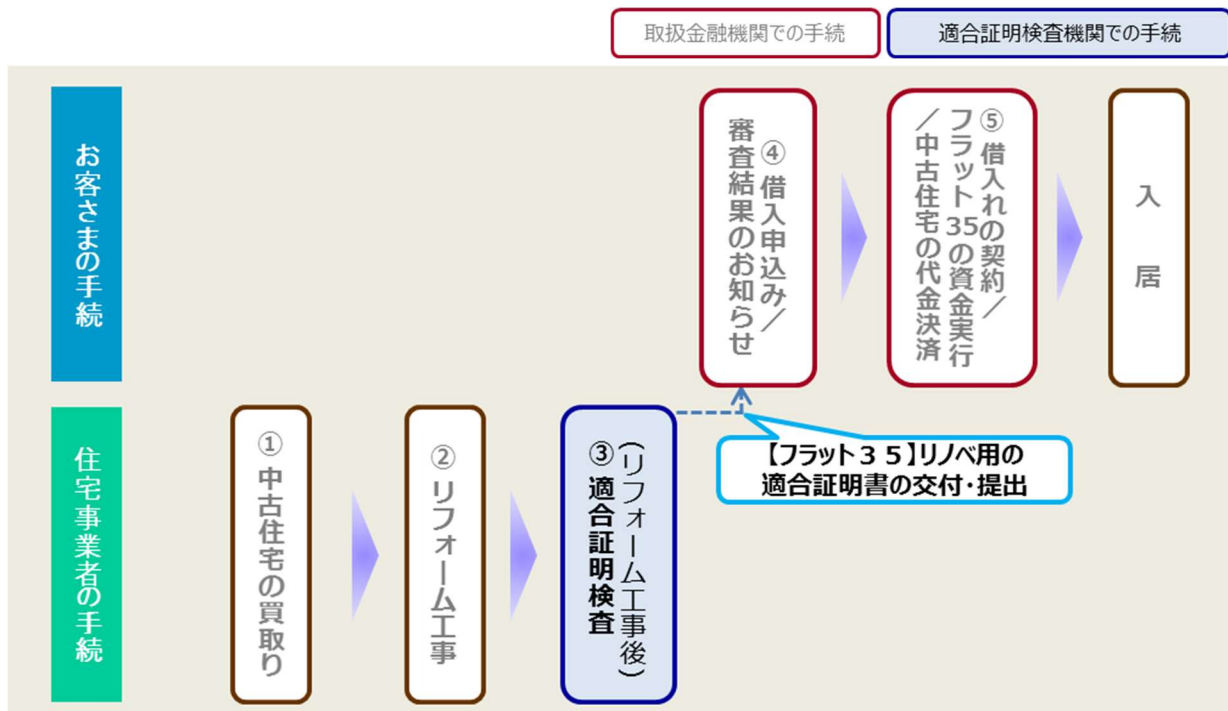 取扱金融機関での手続
適合証明検査機関での手続
お客さまの手続
④借入申込み／
審査結果のお知らせ
⑤借入れの契約／
フラット35の資金実行
／中古住宅の代金決済
入居
住宅事業者の手続
①中古住宅の買取り
②リフォーム工事
(リフォーム工事後)
③適合証明検査
【フラット３５】リノベ用の
適合証明書の交付・提出